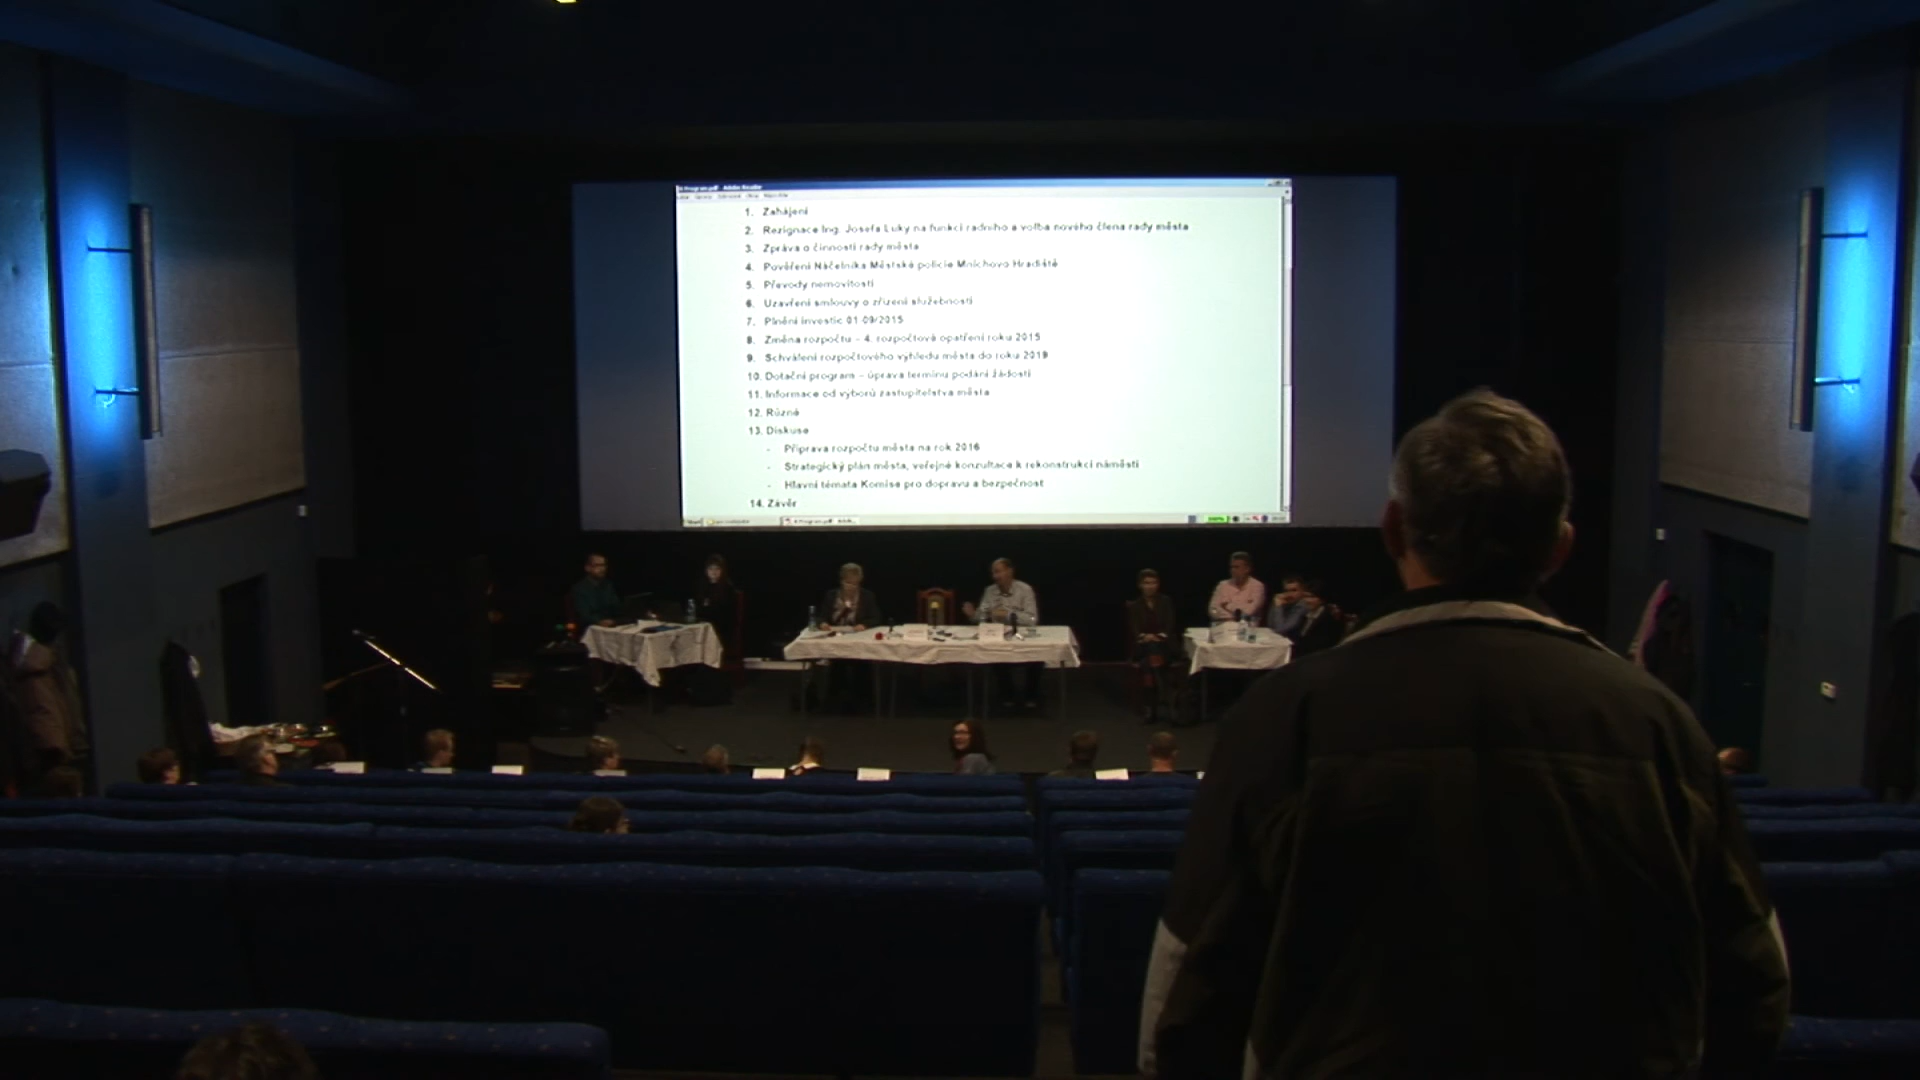 A Program.pdf - Adobe Reader
1. Zahájení
2. Rezignace Ing. Josefa Luky na funkci radního a volba nového člena rady města
3. Zpráva o činnosti rady města
4. Pověření Náčelníka Městské policie Mnichovo Hradiště
5. Převody nemovitostí
6. Uzavření smlouvy o zřízení služebnosti
7. Plnění investic 01-09/2015
8. Změna rozpočtu – 4. rozpočtová opatření roku 2015
9. Schválení rozpočtového výhledu města do roku 2019
10. Dotační program – úprava termínu podání žádostí
11. Informace od výborů zastupitelstva města
12. Různé
13. Diskuse
- Příprava rozpočtu města na rok 2016
- Strategický plán města, veřejné konzultace k rekonstrukci náměstí
- Hlavní témata Komise pro dopravu a bezpečnost
14. Závěr